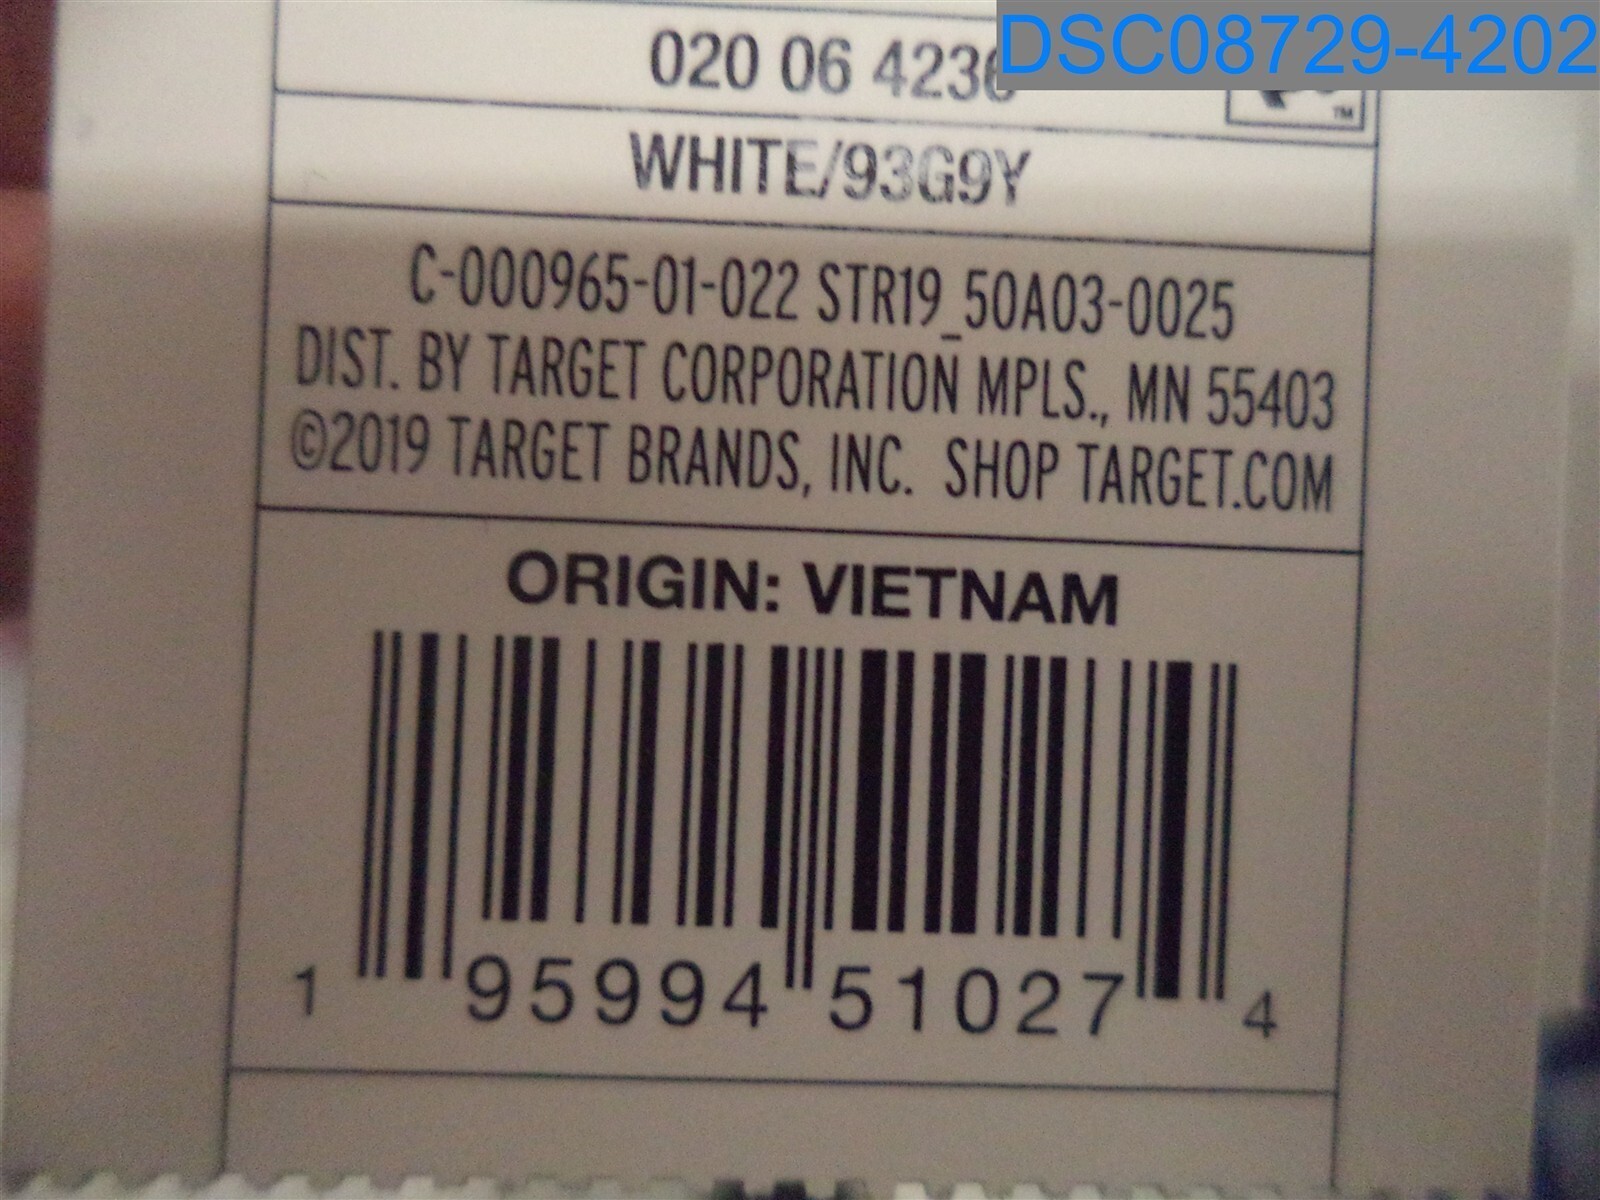 DSC08729-4202
020 06 4236
TM
WHITE/93G9Y
C-000965-01-022 STR19_50A03-0025
DIST. BY TARGET CORPORATION MPLS., MN 55403
©2019 TARGET BRANDS, INC. SHOP TARGET.COM
ORIGIN: VIETNAM
1 95994 51027 4